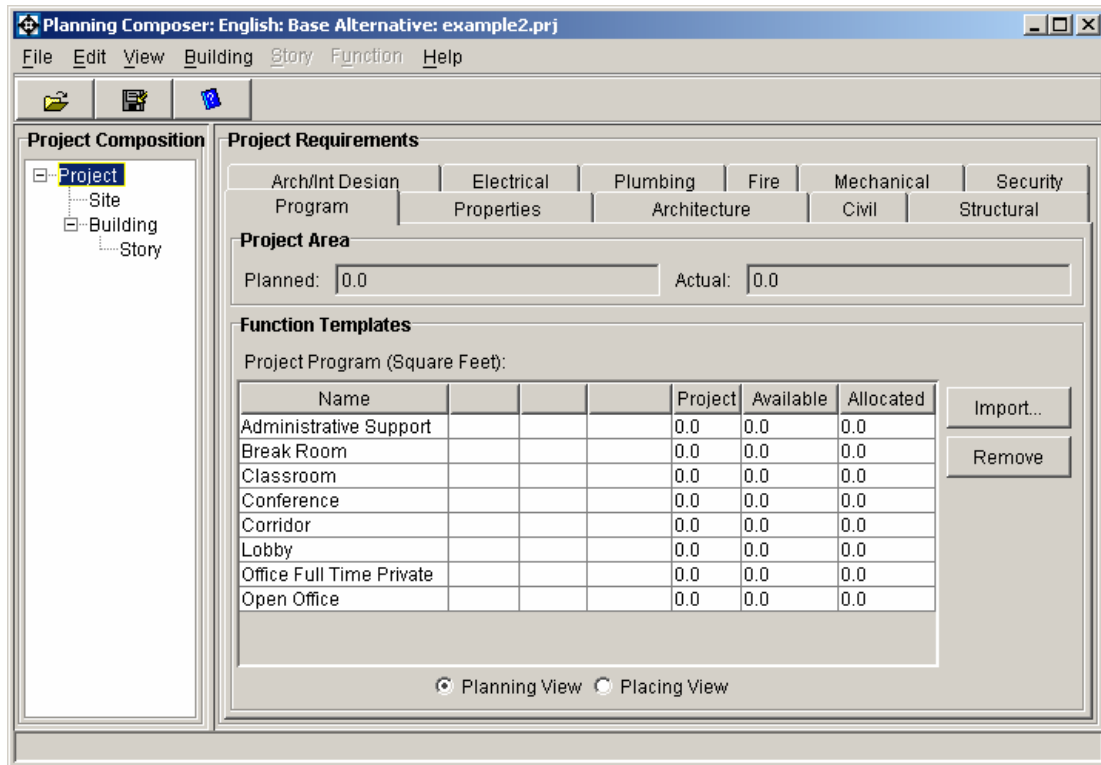 Planning Composer: English: Base Alternative: example2.prj
File Edit View Building Story Function Help
Project Composition
Project
Site
Building
Story
Project Requirements
Arch/Int Design Electrical Plumbing Fire Mechanical Security
Program Properties Architecture Civil Structural
Project Area
Planned: 0.0 Actual: 0.0
Function Templates
Project Program (Square Feet):
Name Project Available Allocated
Administrative Support 0.0 0.0 0.0
Break Room 0.0 0.0 0.0
Classroom 0.0 0.0 0.0
Conference 0.0 0.0 0.0
Corridor 0.0 0.0 0.0
Lobby 0.0 0.0 0.0
Office Full Time Private 0.0 0.0 0.0
Open Office 0.0 0.0 0.0
Import...
Remove
Planning View Placing View